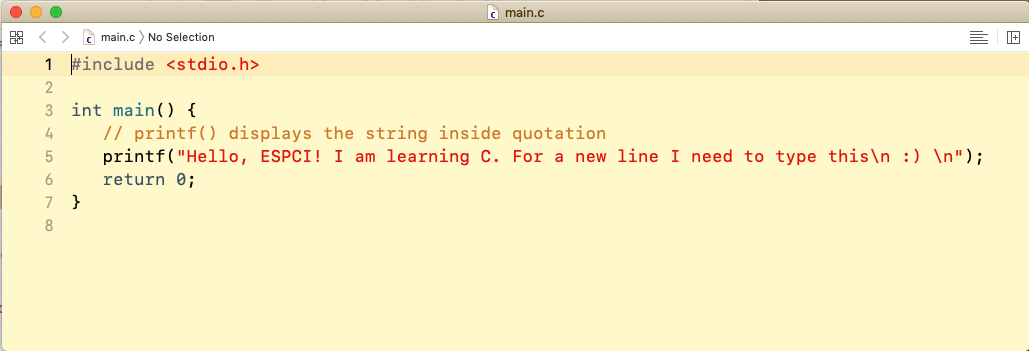 main.c
main.c 〉 No Selection
1 #include <stdio.h>
2
3 int main() {
4 // printf() displays the string inside quotation
5 printf("Hello, ESPCI! I am learning C. For a new line I need to type this\n :) \n");
6 return 0;
7 }
8